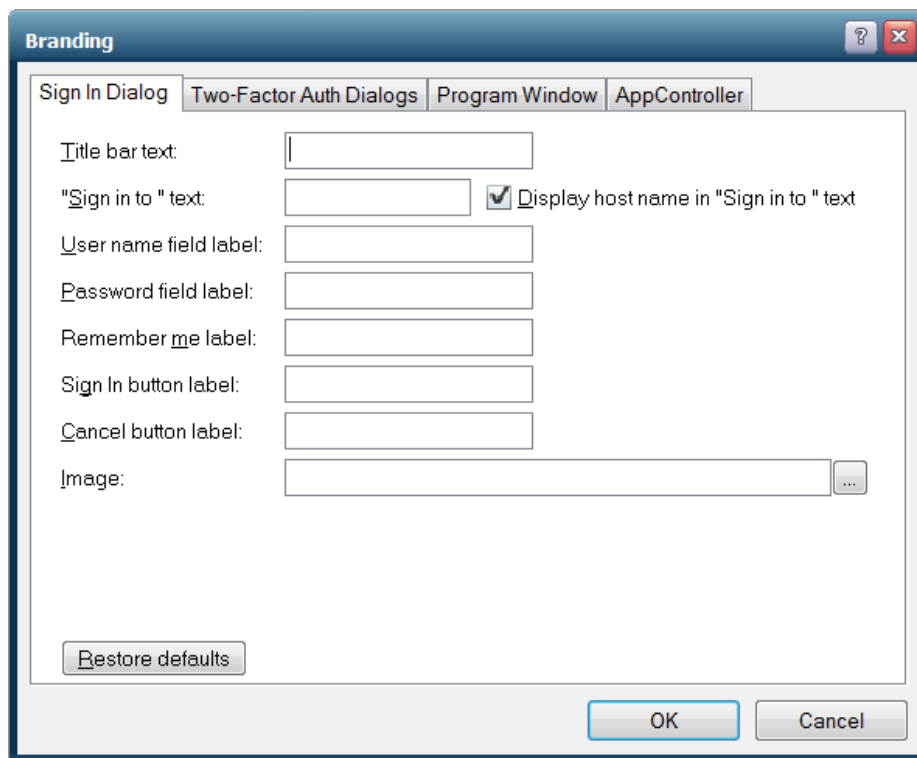 Branding
Sign In Dialog Two-Factor Auth Dialogs Program Window AppController
Title bar text:
"Sign in to " text: Display host name in "Sign in to " text
User name field label:
Password field label:
Remember me label:
Sign In button label:
Cancel button label:
Image: ...
Restore defaults
OK Cancel